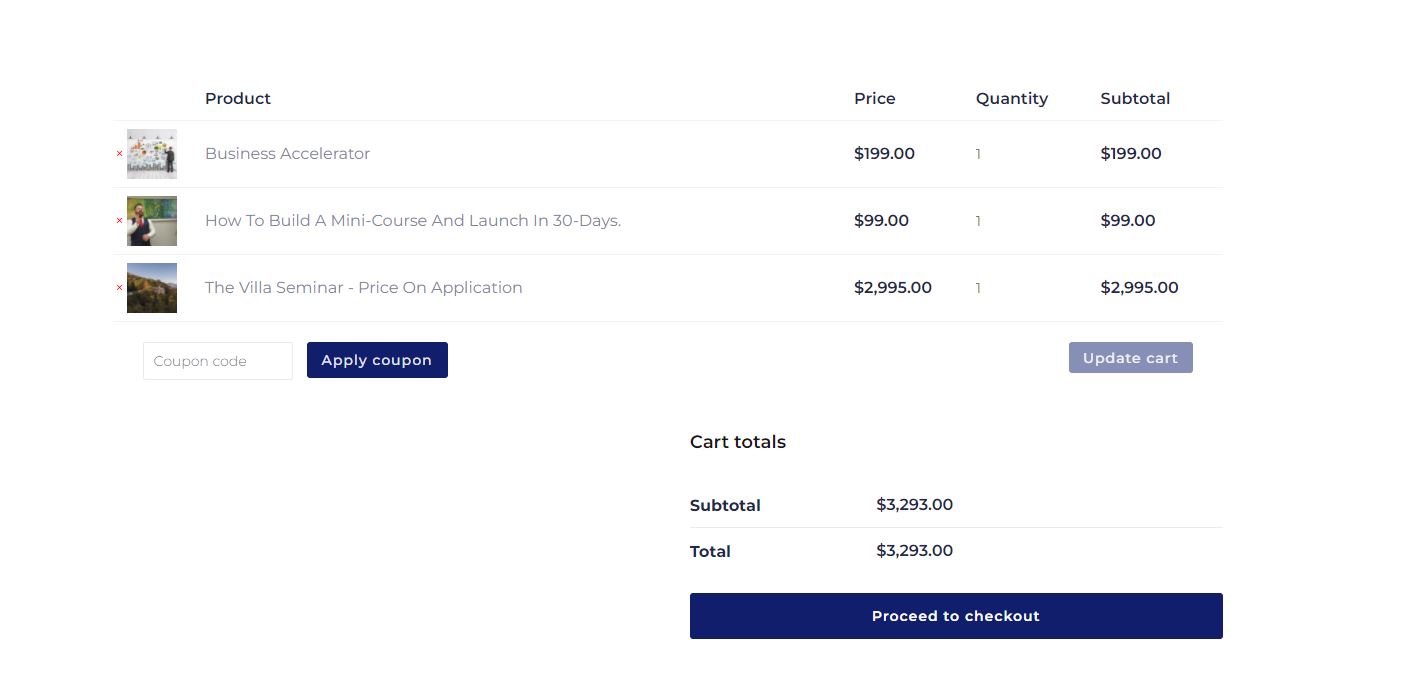 Product Price Quantity Subtotal
× Business Accelerator $199.00 1 $199.00
× How To Build A Mini-Course And Launch In 30-Days. $99.00 1 $99.00
× The Villa Seminar - Price On Application $2,995.00 1 $2,995.00
Coupon code Apply coupon Update cart
Cart totals
Subtotal $3,293.00
Total $3,293.00
Proceed to checkout